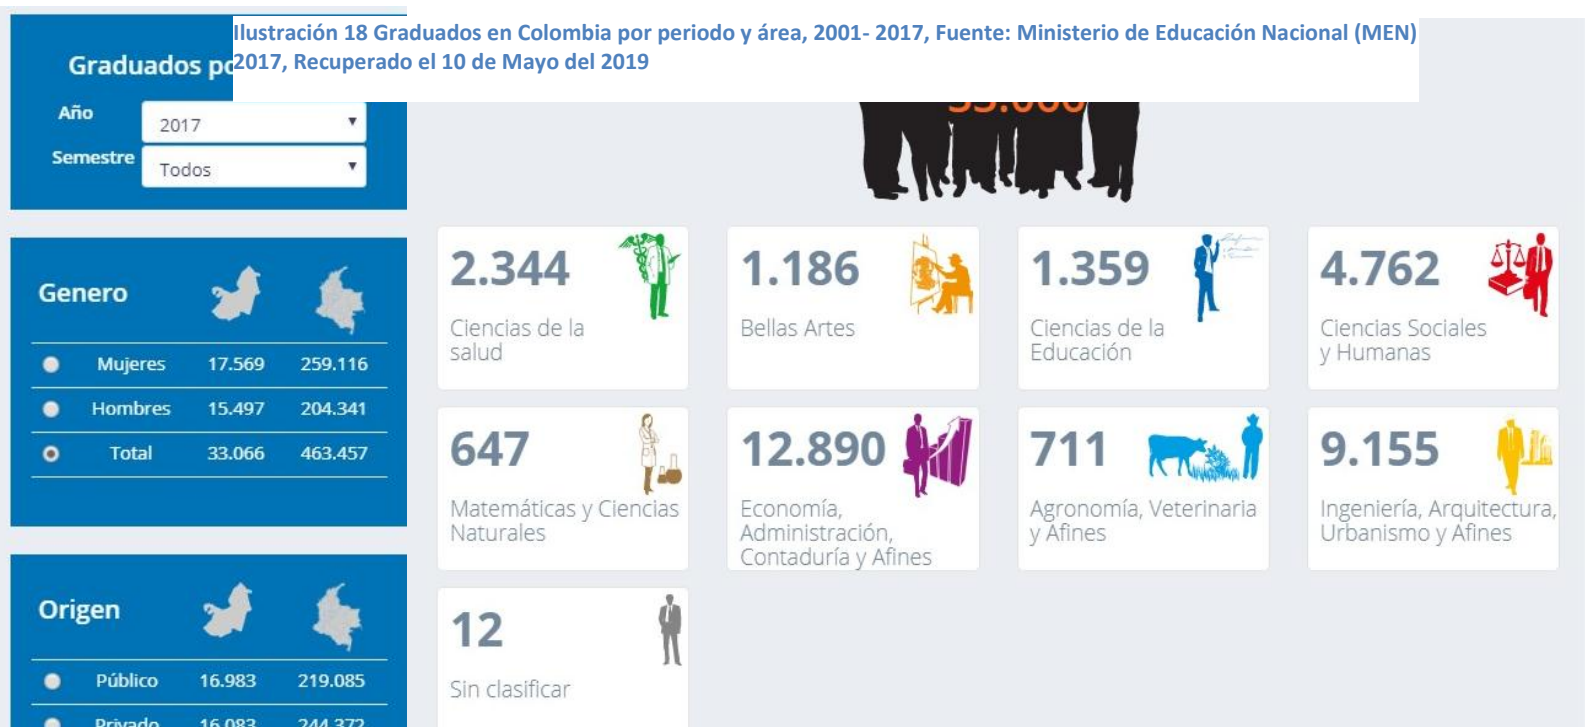 Ilustración 18 Graduados en Colombia por periodo y área, 2001- 2017, Fuente: Ministerio de Educación Nacional (MEN)
2017, Recuperado el 10 de Mayo del 2019
Graduados
Año
2017
Semestre
Todos
Genero
Mujeres 17.569 259.116
Hombres 15.497 204.341
Total 33.066 463.457
Origen
Público 16.983 219.085
Privado 16.083 244.372
2.344
Ciencias de la
salud
1.186
Bellas Artes
1.359
Ciencias de la
Educación
4.762
Ciencias Sociales
y Humanas
647
Matemáticas y Ciencias
Naturales
12.890
Economía,
Administración,
Contaduría y Afines
711
Agronomía, Veterinaria
y Afines
9.155
Ingeniería, Arquitectura,
Urbanismo y Afines
12
Sin clasificar